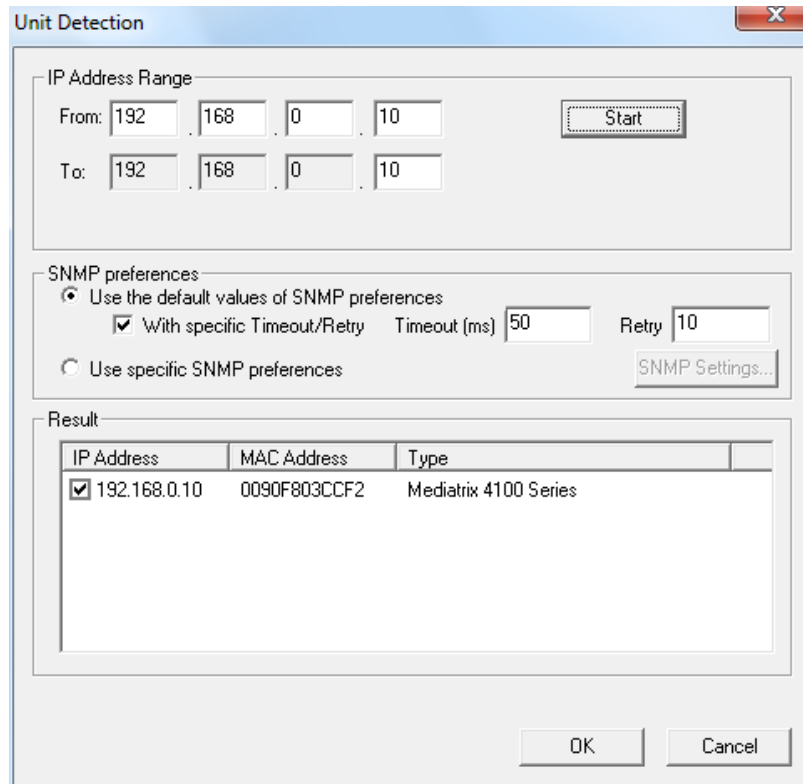 Unit Detection
IP Address Range
From: 192 . 168 . 0 . 10 Start
To: 192 . 168 . 0 . 10
SNMP preferences
Use the default values of SNMP preferences
With specific Timeout/Retry Timeout (ms) 50 Retry 10
Use specific SNMP preferences SNMP Settings...
Result
IP Address MAC Address Type
192.168.0.10 0090F803CCF2 Mediatrix 4100 Series
OK Cancel